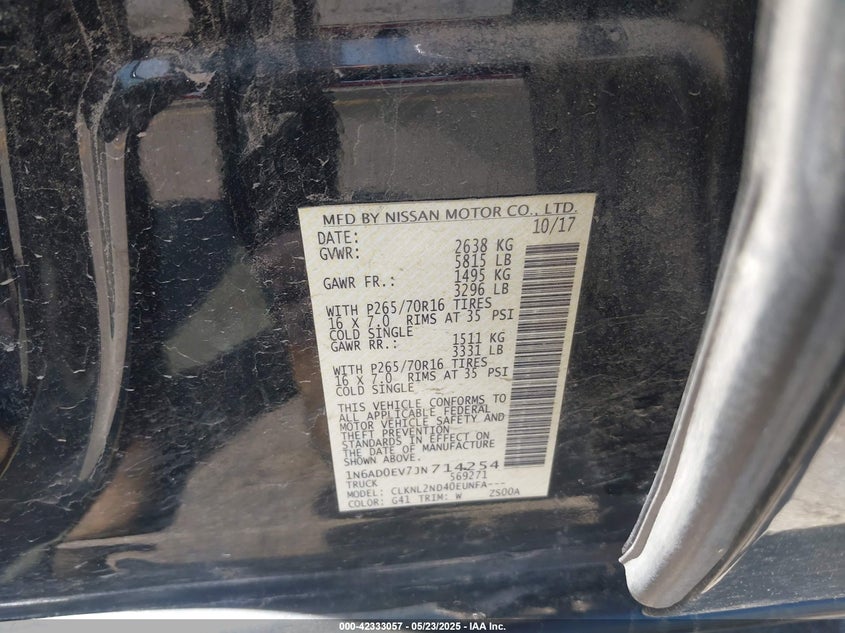 MFD BY NISSAN MOTOR CO., LTD.
DATE: 10/17
GVWR: 2638 KG
5815 LB
GAWR FR.: 1495 KG
3296 LB
WITH P265/70R16 TIRES
16 X 7.0 RIMS AT 35 PSI
COLD SINGLE
GAWR RR.: 1511 KG
3331 LB
WITH P265/70R16 TIRES
16 X 7.0 RIMS AT 35 PSI
COLD SINGLE
THIS VEHICLE CONFORMS TO
ALL APPLICABLE FEDERAL
MOTOR VEHICLE SAFETY AND
THEFT PREVENTION
STANDARDS IN EFFECT ON
THE DATE OF MANUFACTURE
SHOWN ABOVE.
1N6AD0EV7JN714254
TRUCK 569271
MODEL: CLKNL2ND40EUNFA---
COLOR: G41 TRIM: W ZS00A
000-42333057 - 05/23/2025 - IAA Inc.